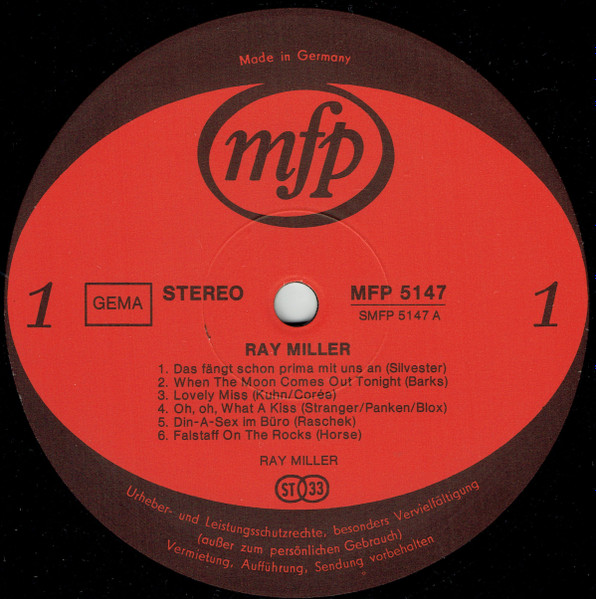 Made in Germany
mfp
1 GEMA STEREO MFP 5147 1
SMFP 5147 A
RAY MILLER
1. Das fängt schon prima mit uns an (Silvester)
2. When The Moon Comes Out Tonight (Barks)
3. Lovely Miss (Kuhn/Corés)
4. Oh, oh, What A Kiss (Stranger/Panken/Blox)
5. Din-A-Sex im Büro (Raschek)
6. Falstaff On The Rocks (Horse)
RAY MILLER
ST 33
Urheber- und Leistungsschutzrechte, besonders Vervielfältigung
(außer zum persönlichen Gebrauch)
Vermietung, Aufführung, Sendung vorbehalten